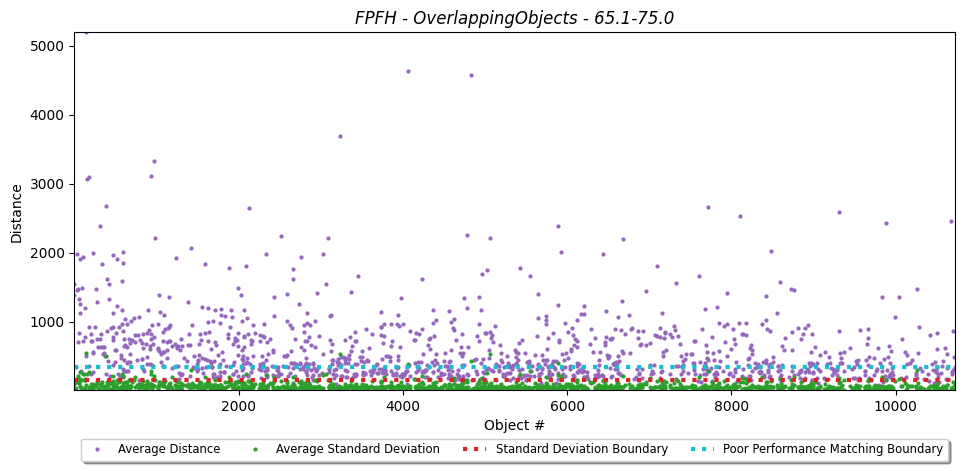 FPFH - OverlappingObjects - 65.1-75.0
5000
4000
3000
2000
1000
Distance
2000 4000 6000 8000 10000
Object #
Average Distance Average Standard Deviation Standard Deviation Boundary Poor Performance Matching Boundary